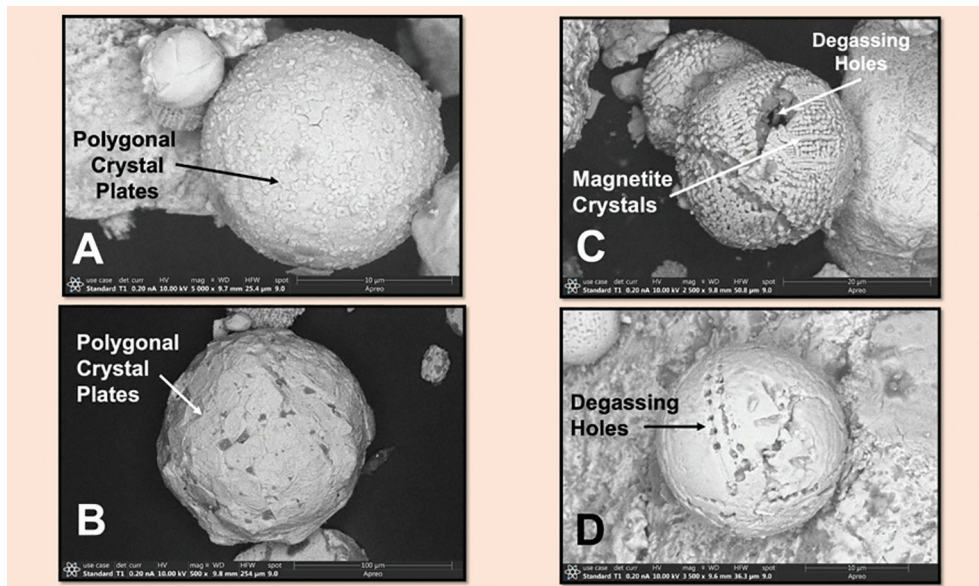 Polygonal
Crystal
Plates
A
use case det curr HV mag WD HFW spot
Standard T1 0.20 nA 10.00 kV 5 000 x 9.7 mm 25.4 µm 9.0
10 µm
Apreo
Degassing
Holes
Magnetite
Crystals
C
use case det curr HV mag WD HFW spot
Standard T1 0.20 nA 10.00 kV 2 500 x 9.8 mm 50.8 µm 9.0
20 µm
Apreo
Polygonal
Crystal
Plates
B
use case det curr HV mag WD HFW spot
Standard T1 0.20 nA 10.00 kV 500 x 9.8 mm 254 µm 9.0
100 µm
Apreo
Degassing
Holes
D
use case det curr HV mag WD HFW spot
Standard T1 0.20 nA 10.00 kV 3 500 x 9.6 mm 36.3 µm 9.0
10 µm
Apreo